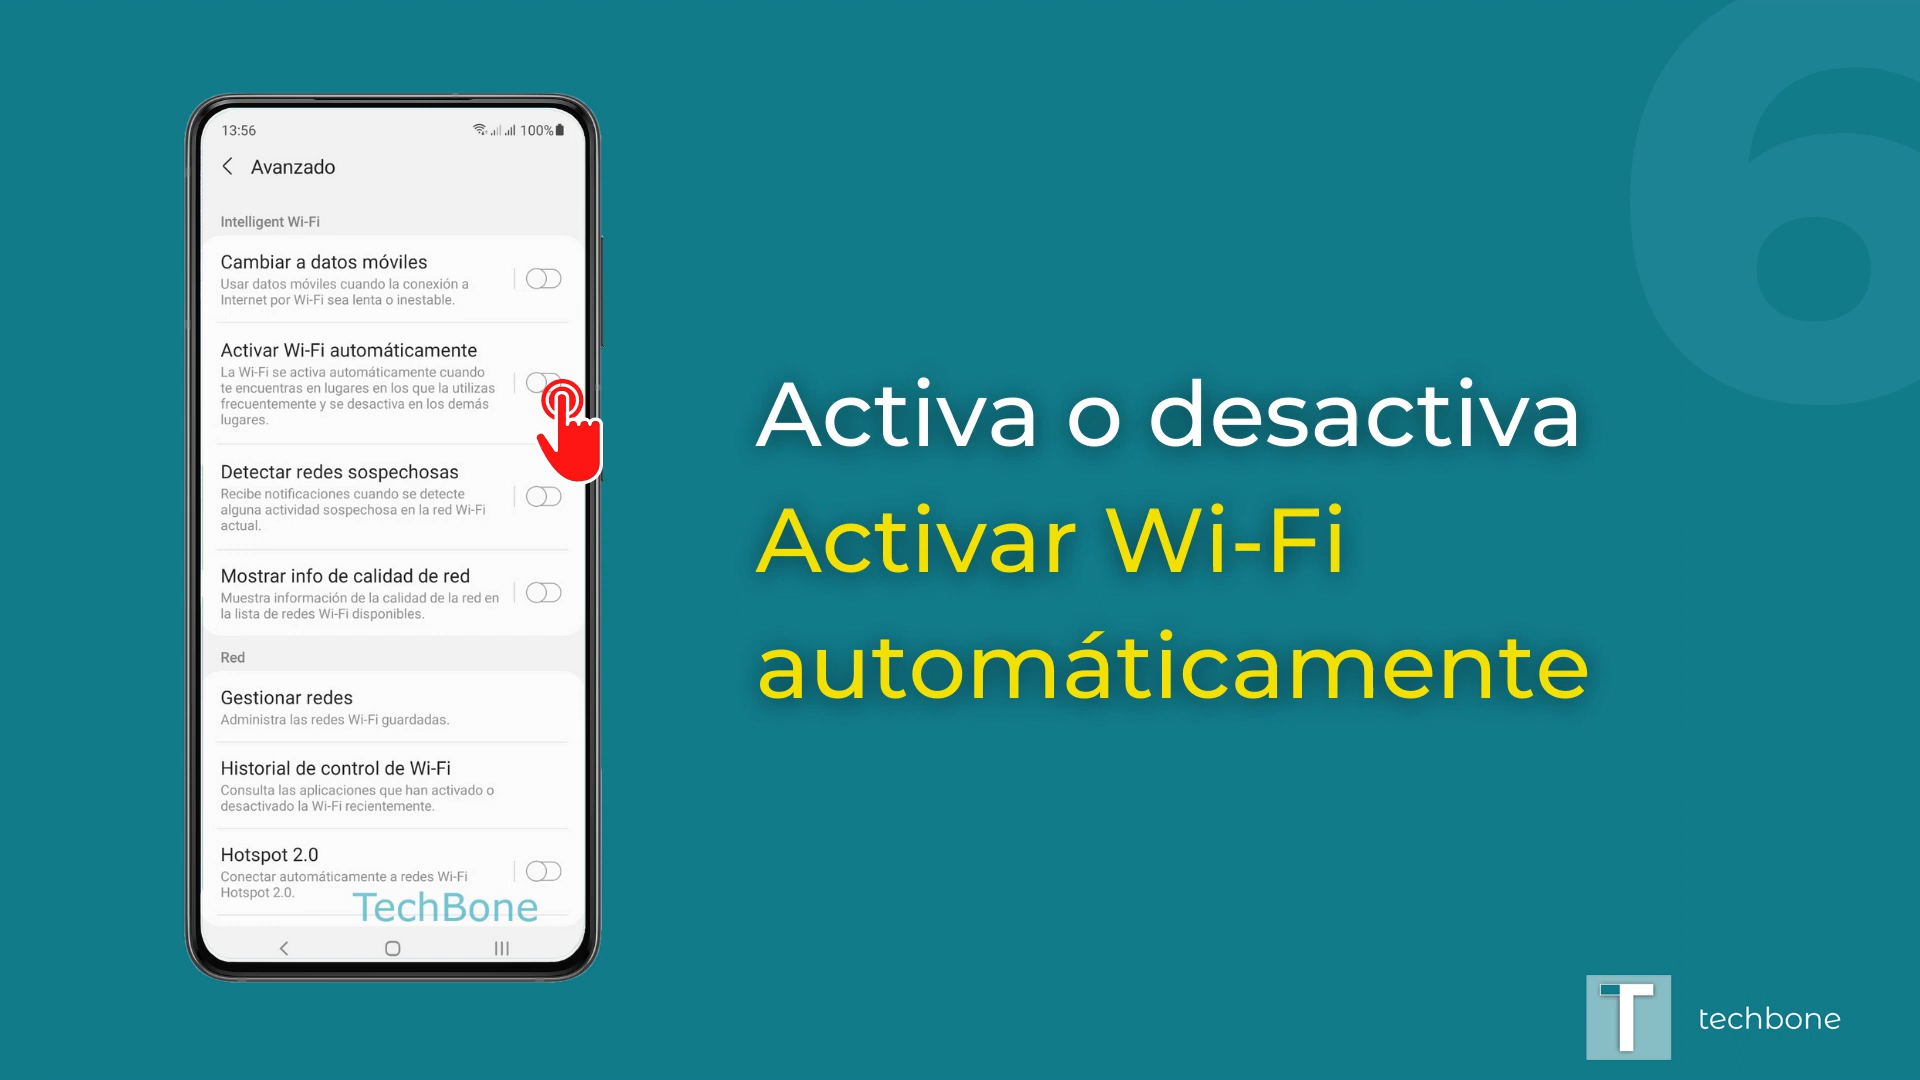 6
13:56
100%
Avanzado
Intelligent Wi-Fi
Cambiar a datos móviles
Usar datos móviles cuando la conexión a
Internet por Wi-Fi sea lenta o inestable.
Activar Wi-Fi automáticamente
La Wi-Fi se activa automáticamente cuando
te encuentras en lugares en los que la utilizas
frecuentemente y se desactiva en los demás
lugares.
Detectar redes sospechosas
Recibe notificaciones cuando se detecte
alguna actividad sospechosa en la red Wi-Fi
actual.
Mostrar info de calidad de red
Muestra información de la calidad de la red en
la lista de redes Wi-Fi disponibles.
Red
Gestionar redes
Administra las redes Wi-Fi guardadas.
Historial de control de Wi-Fi
Consulta las aplicaciones que han activado o
desactivado la Wi-Fi recientemente.
Hotspot 2.0
Conectar automáticamente a redes Wi-Fi
Hotspot 2.0.
TechBone
Activa o desactiva
Activar Wi-Fi
automáticamente
T
techbone